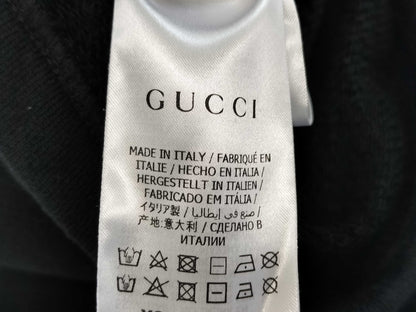 GUCCI
MADE IN ITALY / FABRIQUÉ EN
ITALIE / HECHO EN ITALIA /
HERGESTELLT IN ITALIEN /
FABRICADO EM ITÁLIA /
イタリア製 / صنع في إيطاليا /
产地:意大利 / СДЕЛАНО В
ИТАЛИИ